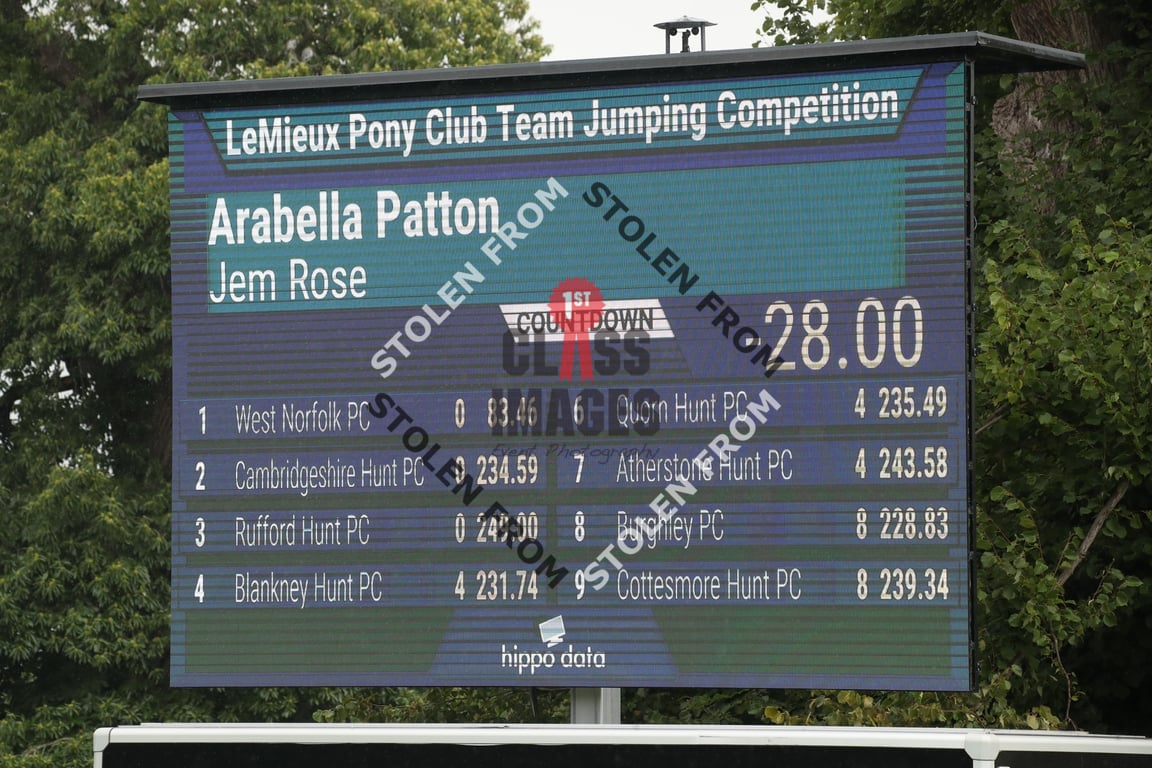 LeMieux Pony Club Team Jumping Competition
Arabella Patton
Jem Rose
COUNTDOWN
-28.00
1 West Norfolk PC 0 83.46
2 Cambridgeshire Hunt PC 234.59
3 Rufford Hunt PC 0
4 Blankney Hunt PC 4 231.74
6 Quorn Hunt PC 4 235.49
7 Atherstone Hunt PC 4 243.58
8 Burghley PC 8 228.83
9 Cottesmore Hunt PC 8 239.34
hippo data
STOLEN FROM
STOLEN FROM
STOLEN FROM
STOLEN FROM
1ST
CLASS
IMAGES
Event Photography